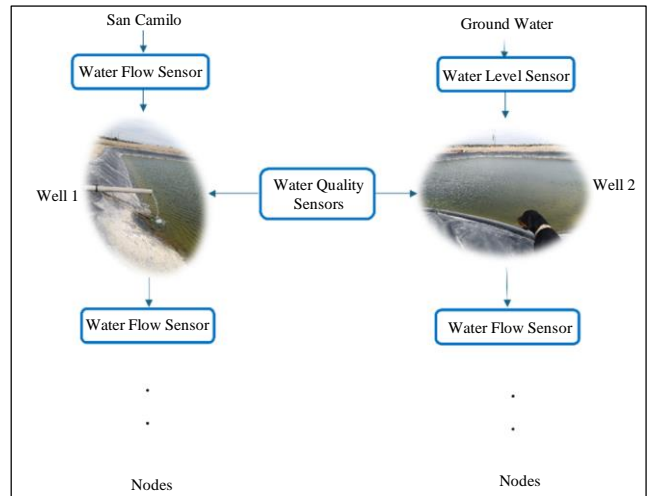 San Camilo
Ground Water
Water Flow Sensor
Water Level Sensor
Well 1
Water Quality
Sensors
Well 2
Water Flow Sensor
Water Flow Sensor
Nodes
Nodes